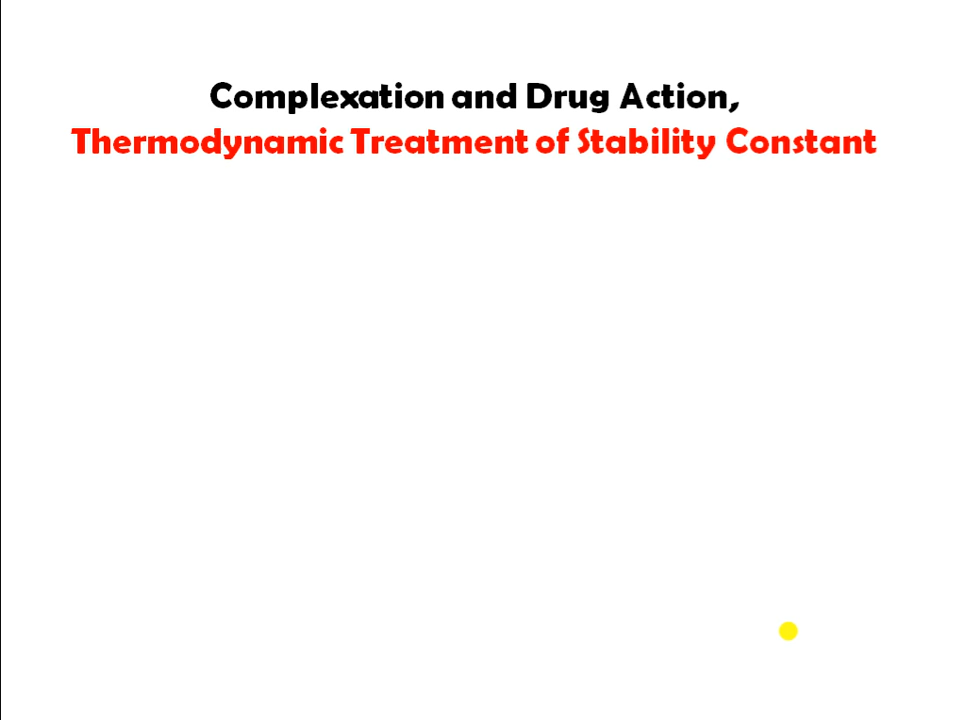 Complexation and Drug Action,
Thermodynamic Treatment of Stability Constant